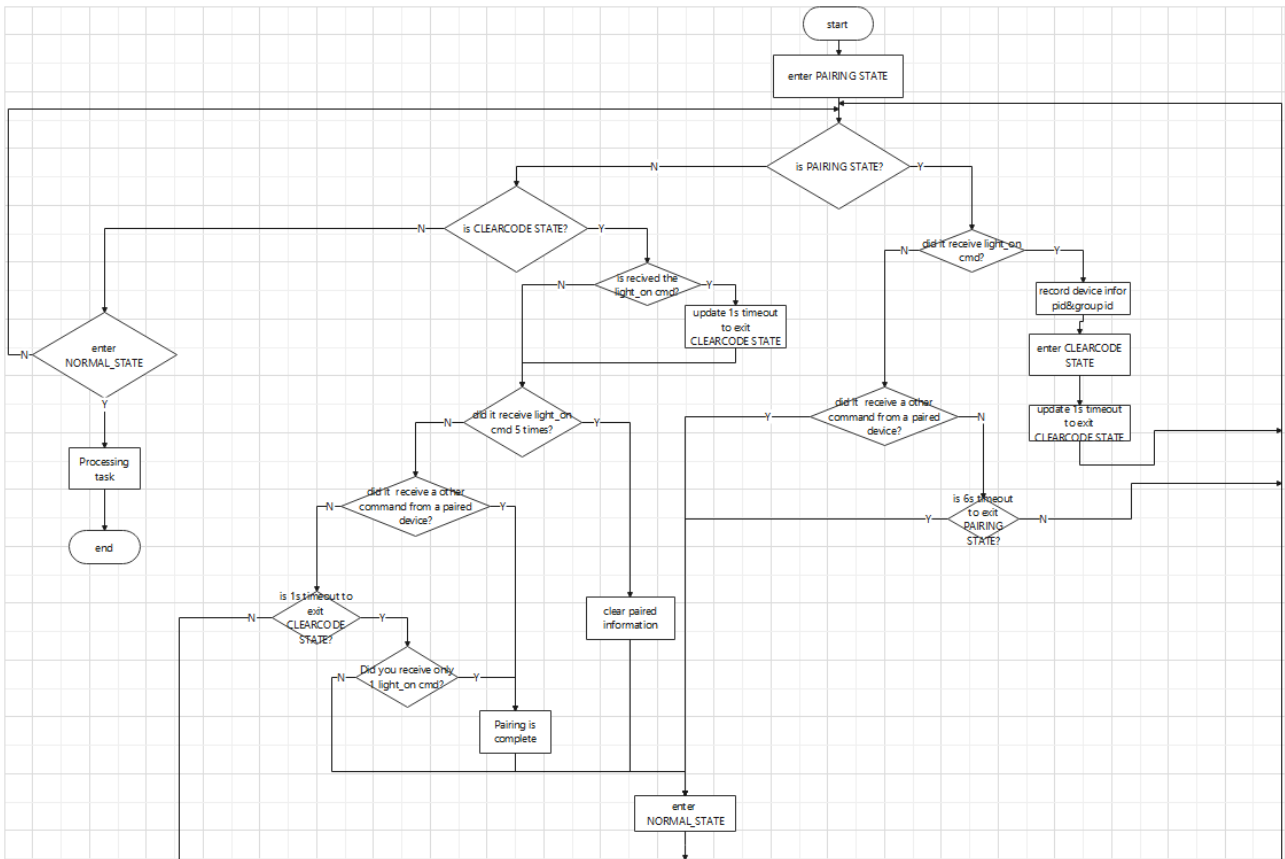 start
enter PAIRING STATE
is PAIRING STATE?
N
Y
is CLEARCODE STATE?
N
Y
did it receive light_on
cmd?
N
Y
is recived the
light_on cmd?
N
Y
record device infor
pid&group id
update 1s timeout
to exit
CLEARCODE STATE
enter
NORMAL_STATE
N
Y
enter CLEARCODE
STATE
did it receive light_on
cmd 5 times?
N
Y
did it receive a other
command from a paired
device?
Y
N
update 1s timeout
to exit
CLEARCODE STATE
Processing
task
did it receive a other
command from a paired
device?
N
Y
is 6s timeout
to exit
PAIRING
STATE?
Y
N
end
is 1s timeout to
exit
CLEARCODE
STATE?
N
Y
clear paired
information
Did you receive only
1 light_on cmd?
N
Y
Pairing is
complete
enter
NORMAL_STATE